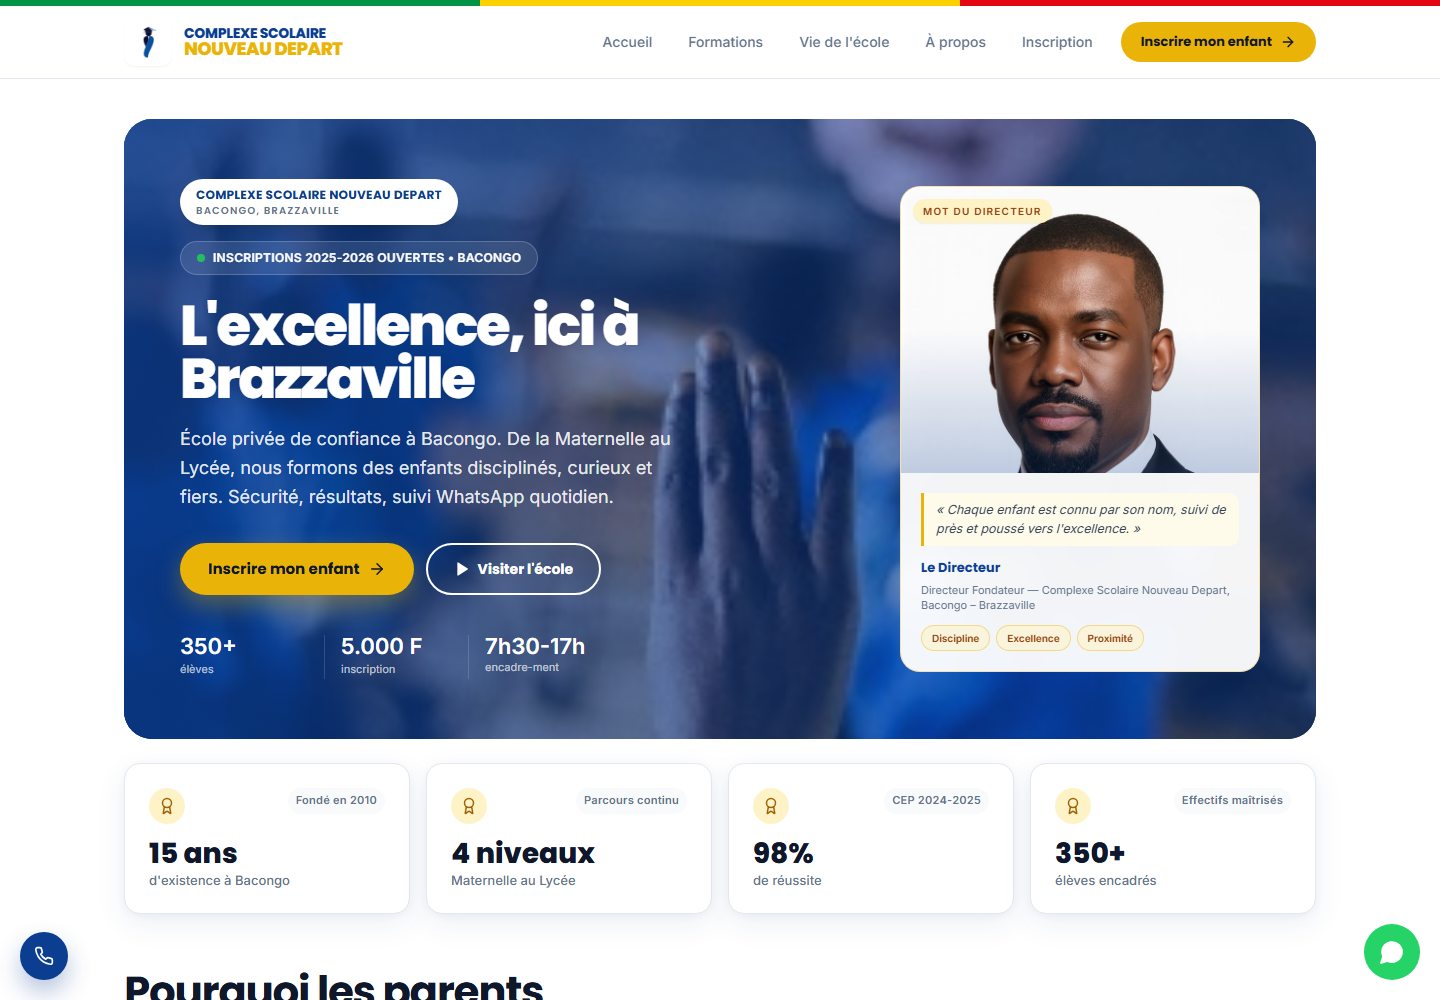 COMPLEXE SCOLAIRE
NOUVEAU DEPART
Accueil
Formations
Vie de l'école
À propos
Inscription
Inscrire mon enfant
COMPLEXE SCOLAIRE NOUVEAU DEPART
BACONGO, BRAZZAVILLE
INSCRIPTIONS 2025-2026 OUVERTES • BACONGO
L'excellence, ici à
Brazzaville
École privée de confiance à Bacongo. De la Maternelle au
Lycée, nous formons des enfants disciplinés, curieux et
fiers. Sécurité, résultats, suivi WhatsApp quotidien.
Inscrire mon enfant
Visiter l'école
350+
élèves
5.000 F
inscription
7h30-17h
encadre-ment
MOT DU DIRECTEUR
« Chaque enfant est connu par son nom, suivi de
près et poussé vers l'excellence. »
Le Directeur
Directeur Fondateur — Complexe Scolaire Nouveau Depart,
Bacongo – Brazzaville
Discipline
Excellence
Proximité
Fondé en 2010
15 ans
d'existence à Bacongo
Parcours continu
4 niveaux
Maternelle au Lycée
CEP 2024-2025
98%
de réussite
Effectifs maîtrisés
350+
élèves encadrés
Pourquoi les parents